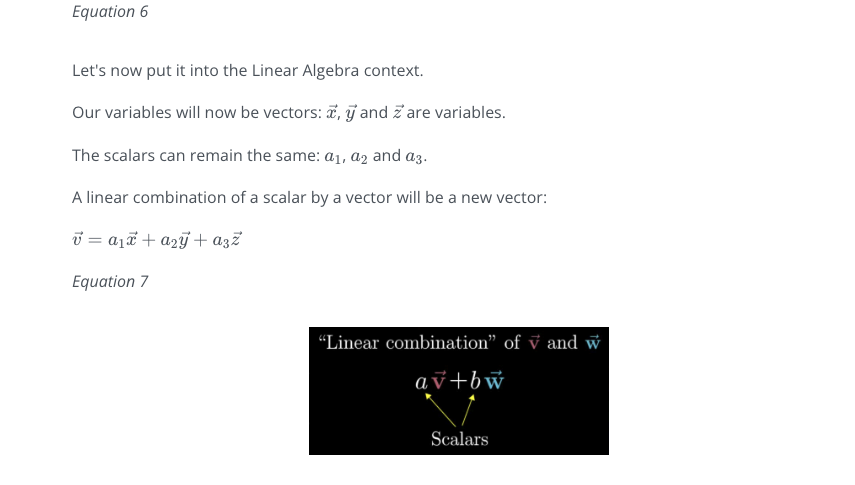 Equation 6
Let's now put it into the Linear Algebra context.
Our variables will now be vectors: x⃗, y⃗ and z⃗ are variables.
The scalars can remain the same: a₁, a₂ and a₃.
A linear combination of a scalar by a vector will be a new vector:
v⃗ = a₁x⃗ + a₂y⃗ + a₃z⃗
Equation 7
“Linear combination” of v⃗ and w⃗
av⃗+bw⃗
Scalars